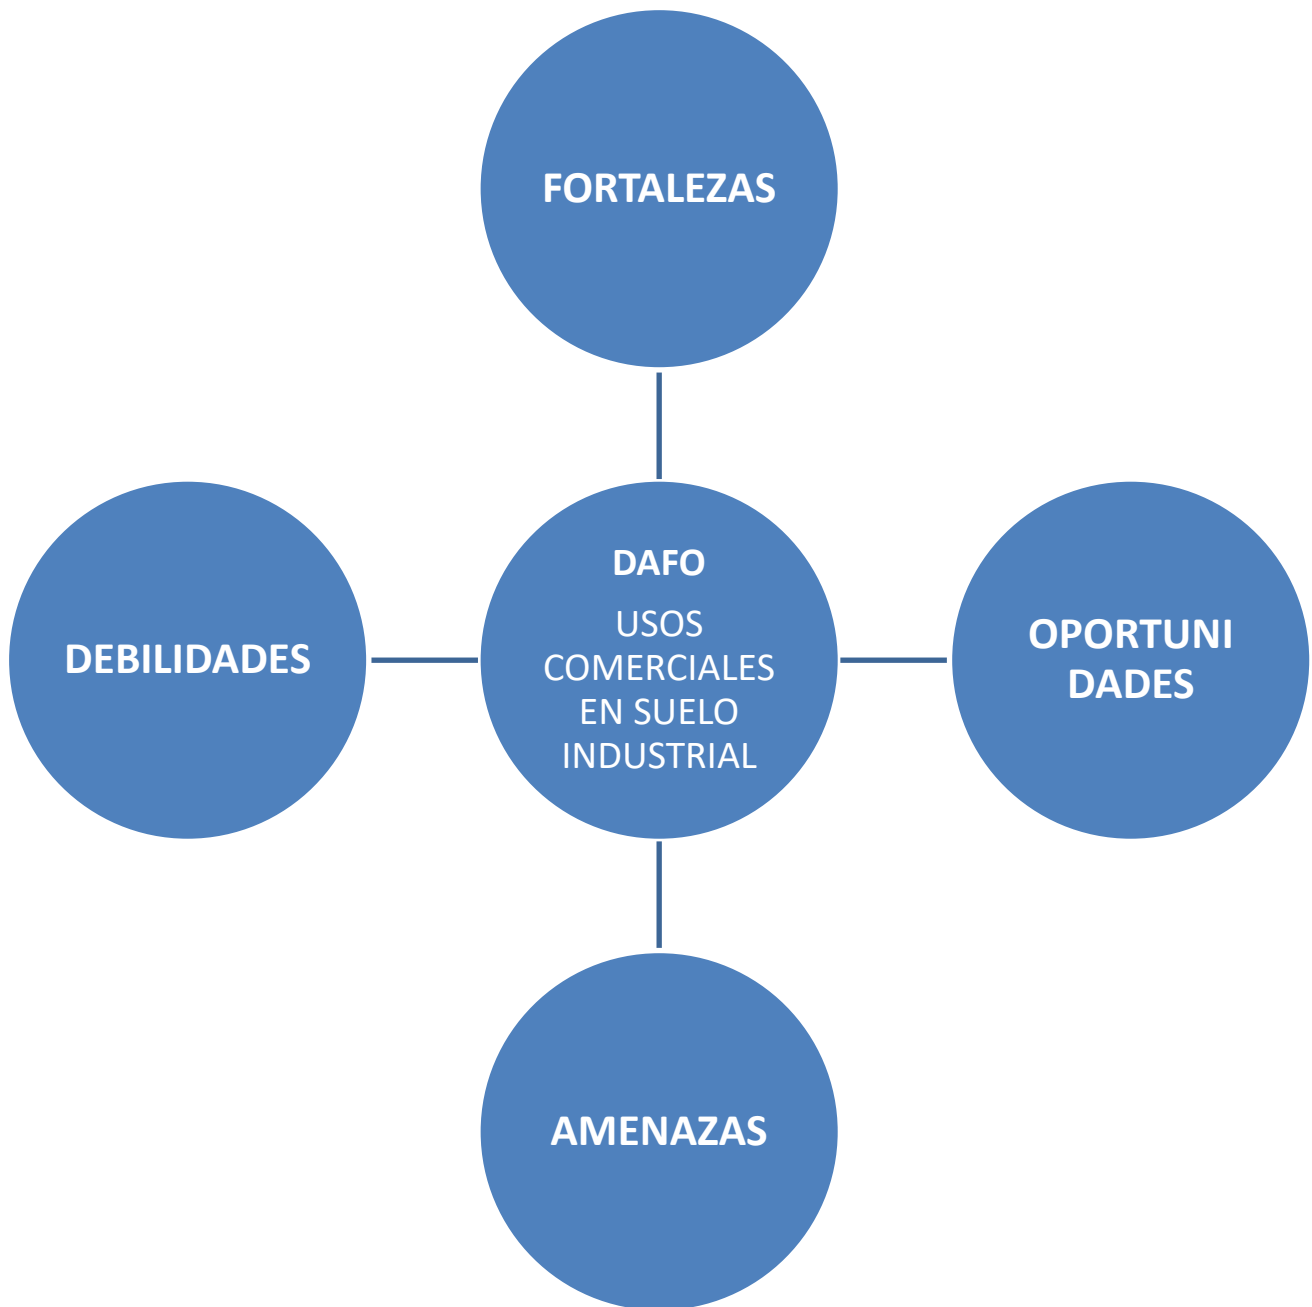 FORTALEZAS
DEBILIDADES
DAFO
USOS
COMERCIALES
EN SUELO
INDUSTRIAL
OPORTUNI
DADES
AMENAZAS